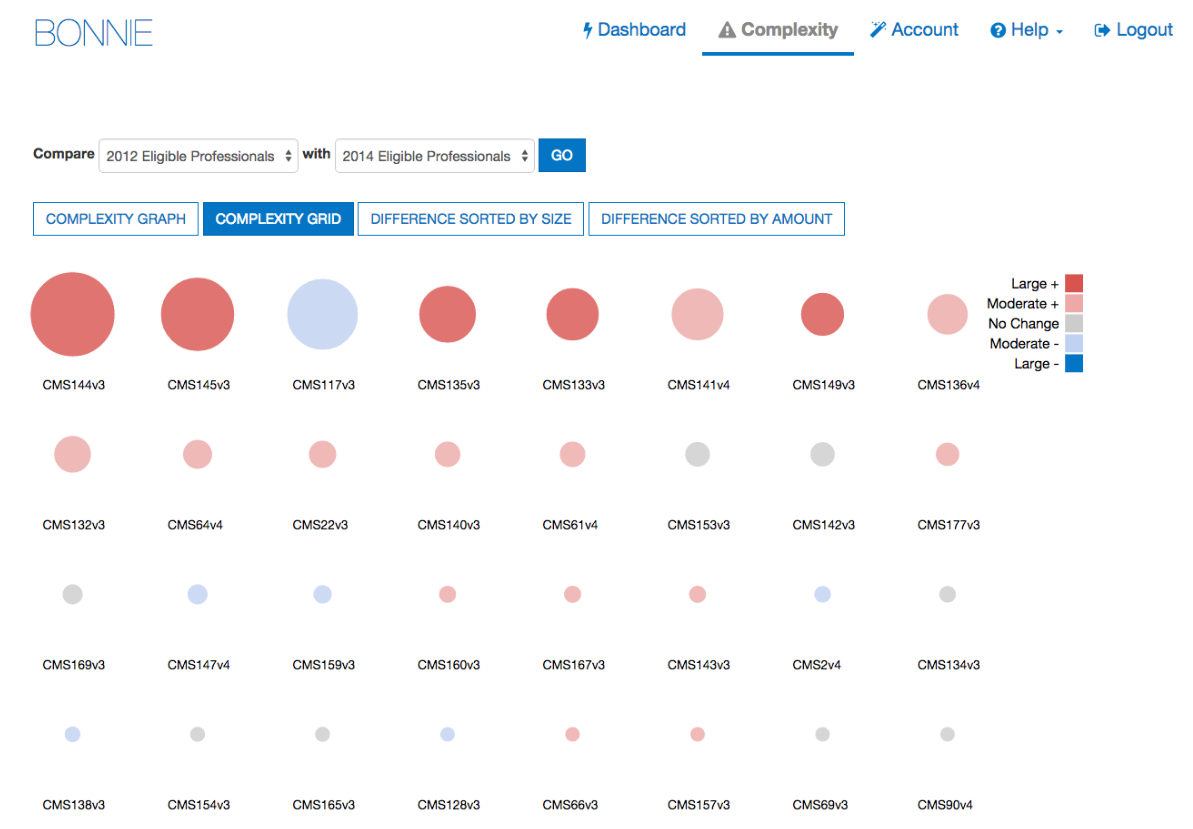 BONNIE
Dashboard
Complexity
Account
Help
Logout
Compare 2012 Eligible Professionals with 2014 Eligible Professionals GO
COMPLEXITY GRAPH
COMPLEXITY GRID
DIFFERENCE SORTED BY SIZE
DIFFERENCE SORTED BY AMOUNT
Large +
Moderate +
No Change
Moderate -
Large -
CMS144v3 CMS145v3 CMS117v3 CMS135v3 CMS133v3 CMS141v4 CMS149v3 CMS136v4
CMS132v3 CMS64v4 CMS22v3 CMS140v3 CMS61v4 CMS153v3 CMS142v3 CMS177v3
CMS169v3 CMS147v4 CMS159v3 CMS160v3 CMS167v3 CMS143v3 CMS2v4 CMS134v3
CMS138v3 CMS154v3 CMS165v3 CMS128v3 CMS66v3 CMS157v3 CMS69v3 CMS90v4